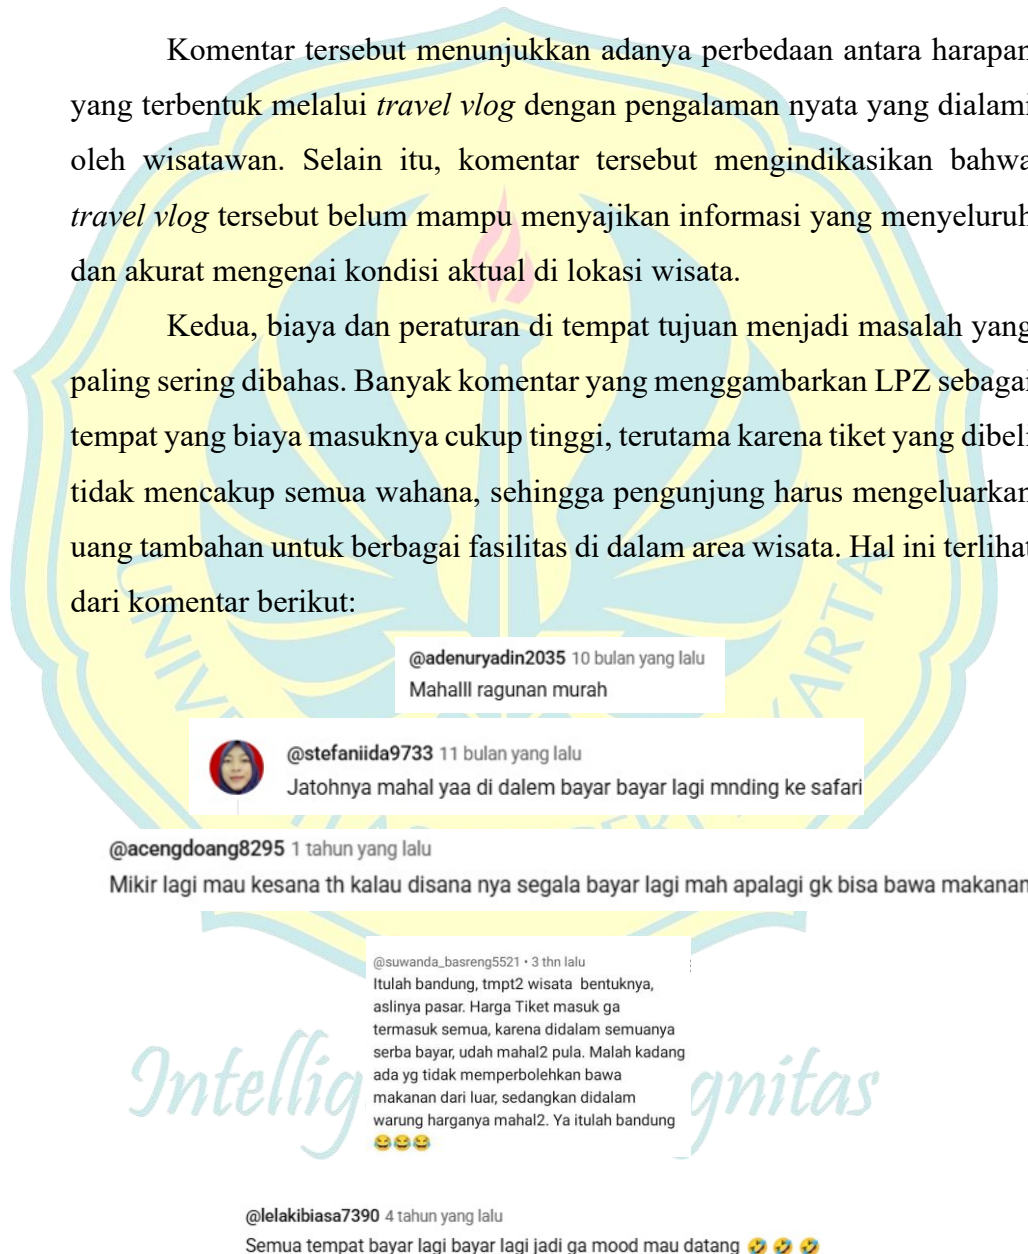 Komentar tersebut menunjukkan adanya perbedaan antara harapan
yang terbentuk melalui travel vlog dengan pengalaman nyata yang dialami
oleh wisatawan. Selain itu, komentar tersebut mengindikasikan bahwa
travel vlog tersebut belum mampu menyajikan informasi yang menyeluruh
dan akurat mengenai kondisi aktual di lokasi wisata.
Kedua, biaya dan peraturan di tempat tujuan menjadi masalah yang
paling sering dibahas. Banyak komentar yang menggambarkan LPZ sebagai
tempat yang biaya masuknya cukup tinggi, terutama karena tiket yang dibeli
tidak mencakup semua wahana, sehingga pengunjung harus mengeluarkan
uang tambahan untuk berbagai fasilitas di dalam area wisata. Hal ini terlihat
dari komentar berikut:
@adenuryadin2035 10 bulan yang lalu
Mahalll ragunan murah
@stefaniida9733 11 bulan yang lalu
Jatohnya mahal yaa di dalem bayar bayar lagi mnding ke safari
@acengdoang8295 1 tahun yang lalu
Mikir lagi mau kesana th kalau disana nya segala bayar lagi mah apalagi gk bisa bawa makanan
@suwanda_basreng5521 • 3 thn lalu
Itulah bandung, tmpt2 wisata bentuknya,
aslinya pasar. Harga Tiket masuk ga
termasuk semua, karena didalam semuanya
serba bayar, udah mahal2 pula. Malah kadang
ada yg tidak memperbolehkan bawa
makanan dari luar, sedangkan didalam
warung harganya mahal2. Ya itulah bandung
😂😂😂
Intellig gnitas
@lelakibiasa7390 4 tahun yang lalu
Semua tempat bayar lagi bayar lagi jadi ga mood mau datang 🤣 🤣 🤣